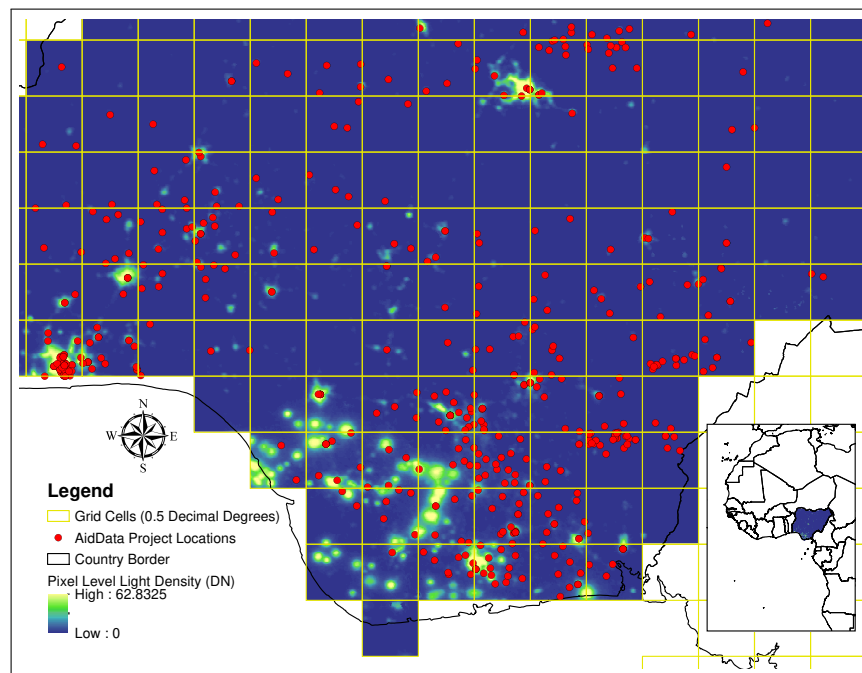 N
W E
S
Legend
Grid Cells (0.5 Decimal Degrees)
AidData Project Locations
Country Border
Pixel Level Light Density (DN)
High : 62.8325
Low : 0